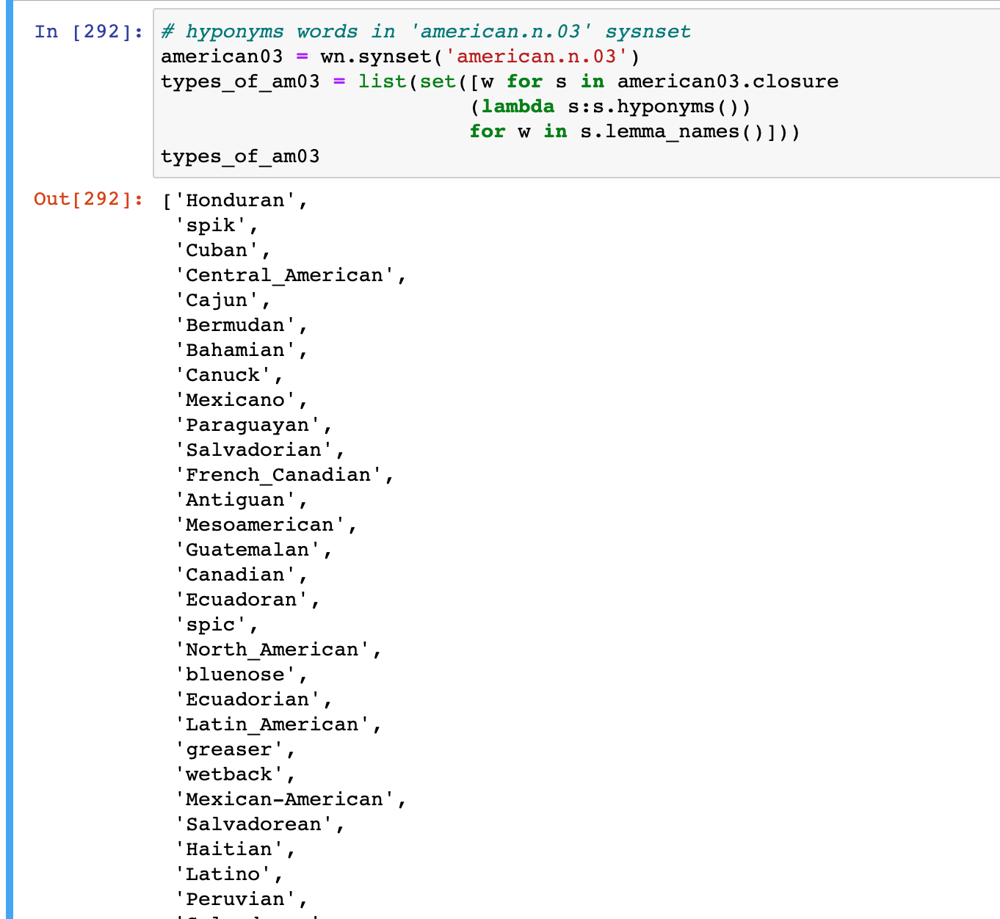 In [292]: # hyponyms words in 'american.n.03' sysnset
american03 = wn.synset('american.n.03')
types_of_am03 = list(set([w for s in american03.closure
(lambda s:s.hyponyms())
for w in s.lemma_names()]))
types_of_am03
Out[292]: ['Honduran',
'spik',
'Cuban',
'Central_American',
'Cajun',
'Bermudan',
'Bahamian',
'Canuck',
'Mexicano',
'Paraguayan',
'Salvadorian',
'French_Canadian',
'Antiguan',
'Mesoamerican',
'Guatemalan',
'Canadian',
'Ecuadoran',
'spic',
'North_American',
'bluenose',
'Ecuadorian',
'Latin_American',
'greaser',
'wetback',
'Mexican-American',
'Salvadorean',
'Haitian',
'Latino',
'Peruvian',